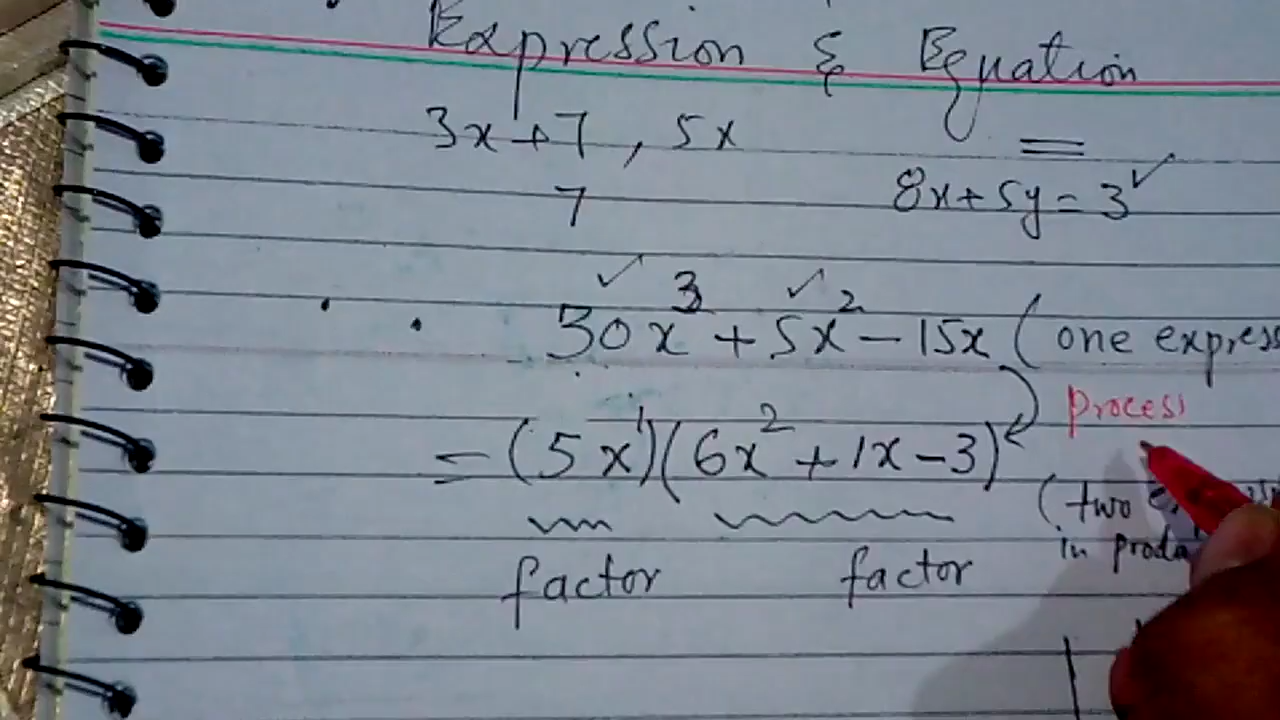 Expression & Equation
3x+7, 5x
=
7
8x+5y=3✓
✓ ✓
30x³+5x²-15x (one express
Process
=(5x¹)(6x²+1x-3)
(two
in produ
factor factor